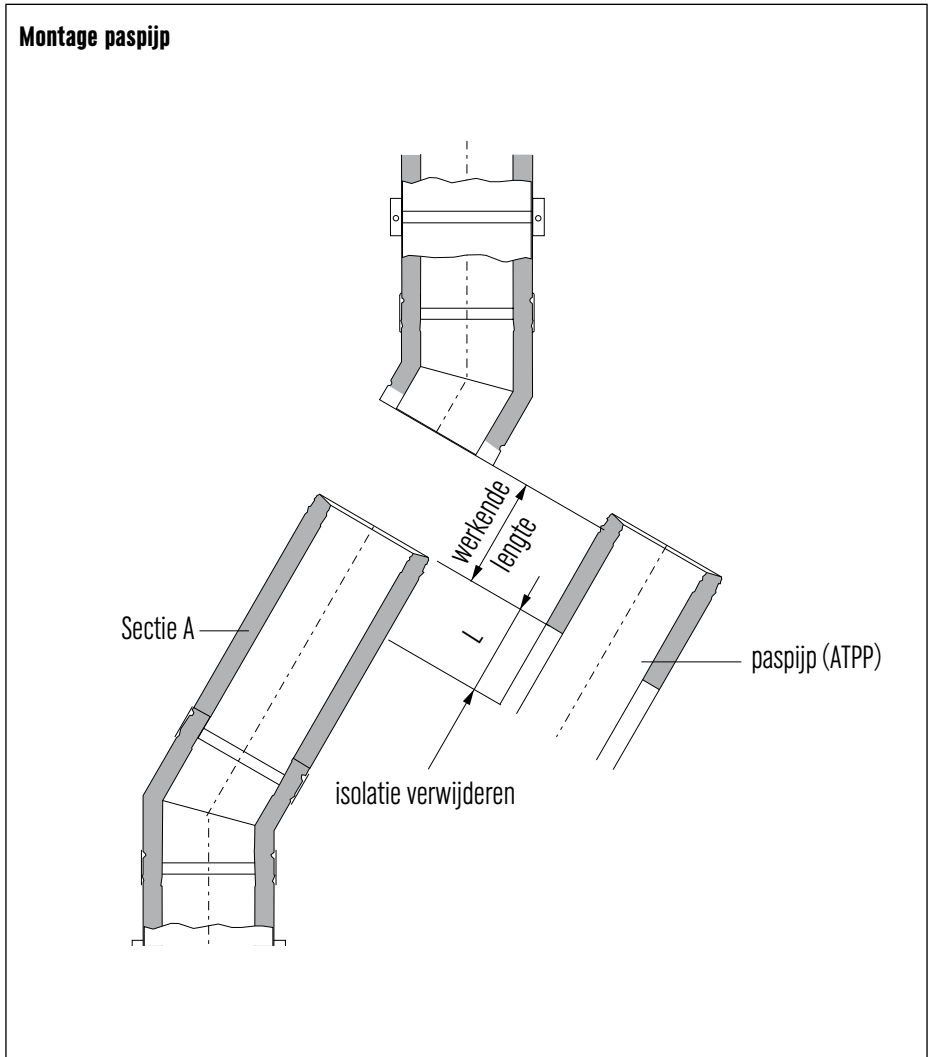 Montage paspijp
werkende
lengte
L
Sectie A
paspijp (ATPP)
isolatie verwijderen